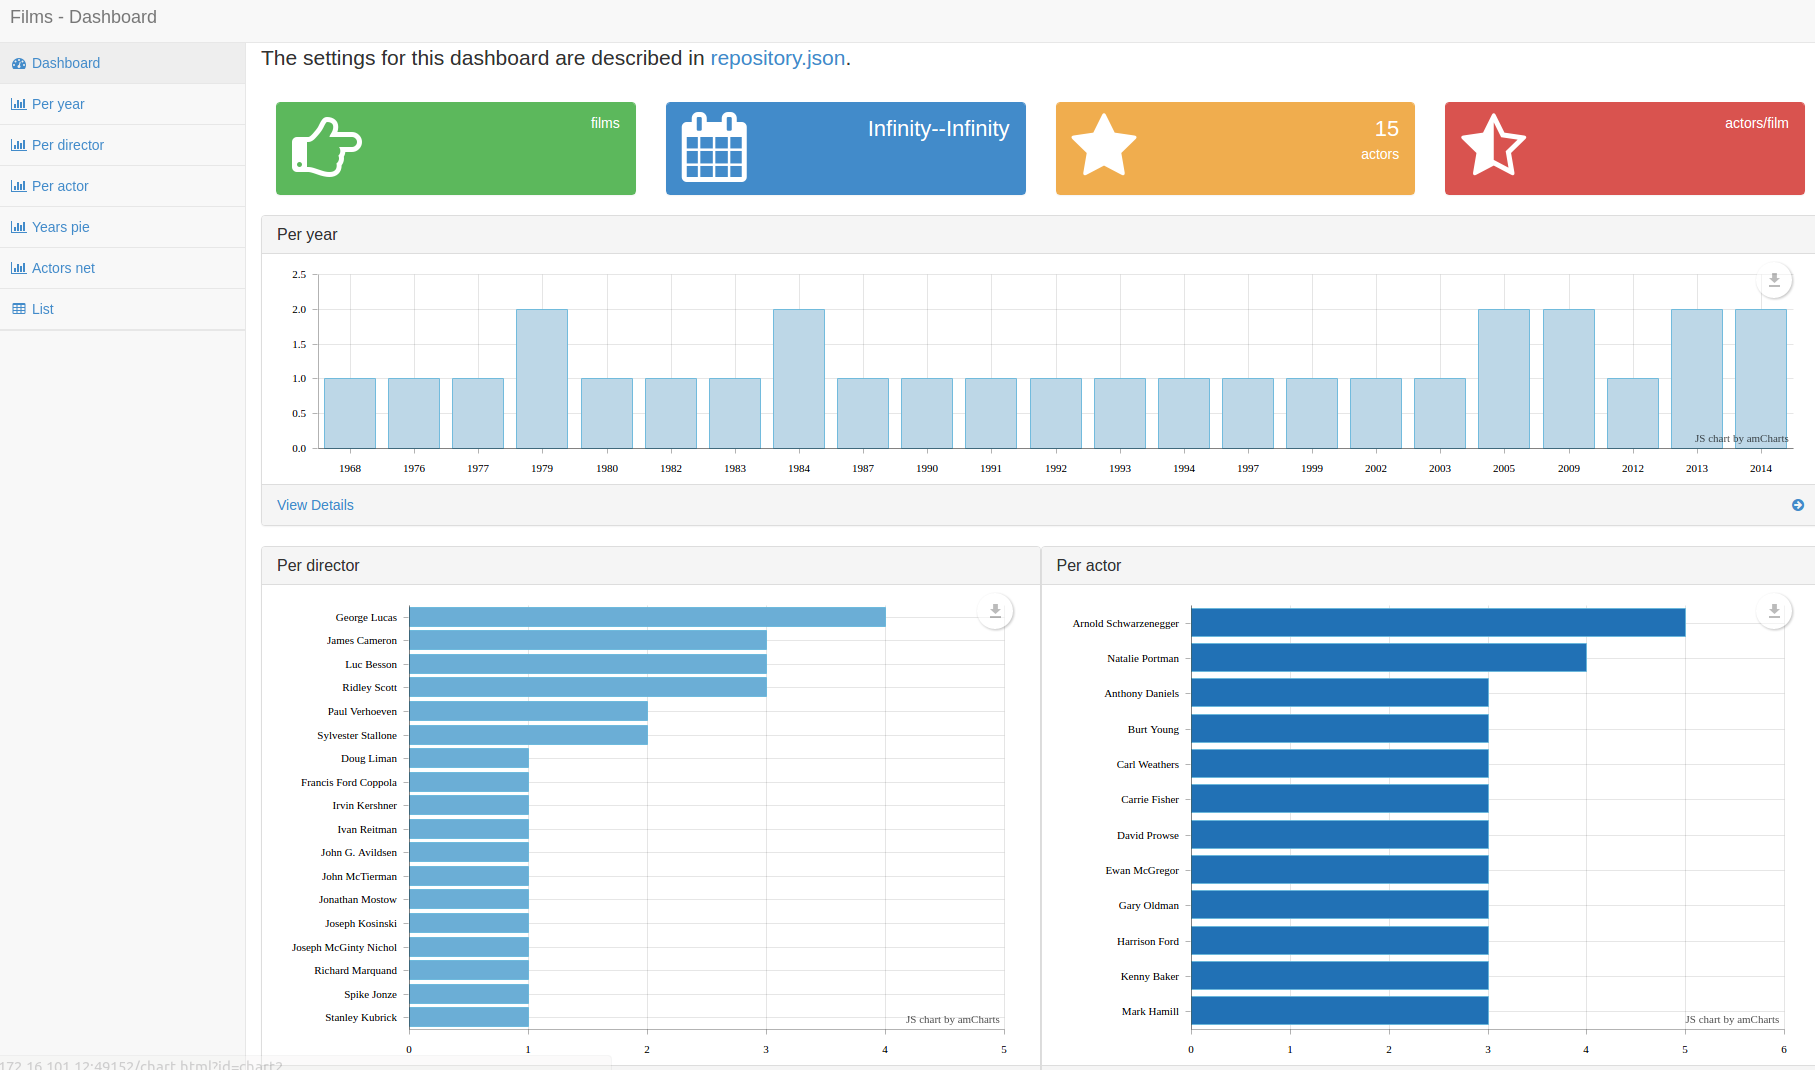 Films - Dashboard
Dashboard
Per year
Per director
Per actor
Years pie
Actors net
List
The settings for this dashboard are described in repository.json.
films
Infinity--Infinity
15
actors
actors/film
Per year
2.5
2.0
1.5
1.0
0.5
0.0
JS chart by amCharts
1968 1976 1977 1979 1980 1982 1983 1984 1987 1990 1991 1992 1993 1994 1997 1999 2002 2003 2005 2009 2012 2013 2014
View Details
Per director
George Lucas
James Cameron
Luc Besson
Ridley Scott
Paul Verhoeven
Sylvester Stallone
Doug Liman
Francis Ford Coppola
Irvin Kershner
Ivan Reitman
John G. Avildsen
John McTierman
Jonathan Mostow
Joseph Kosinski
Joseph McGinty Nichol
Richard Marquand
Spike Jonze
Stanley Kubrick
JS chart by amCharts
0 1 2 3 4 5
Per actor
Arnold Schwarzenegger
Natalie Portman
Anthony Daniels
Burt Young
Carl Weathers
Carrie Fisher
David Prowse
Ewan McGregor
Gary Oldman
Harrison Ford
Kenny Baker
Mark Hamill
JS chart by amCharts
0 1 2 3 4 5 6
172.16.101.12:49152/chart.html?id=chart2